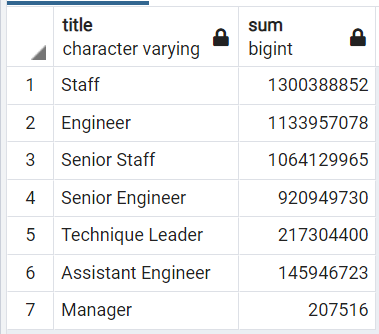 title sum
character varying bigint
1 Staff 1300388852
2 Engineer 1133957078
3 Senior Staff 1064129965
4 Senior Engineer 920949730
5 Technique Leader 217304400
6 Assistant Engineer 145946723
7 Manager 207516